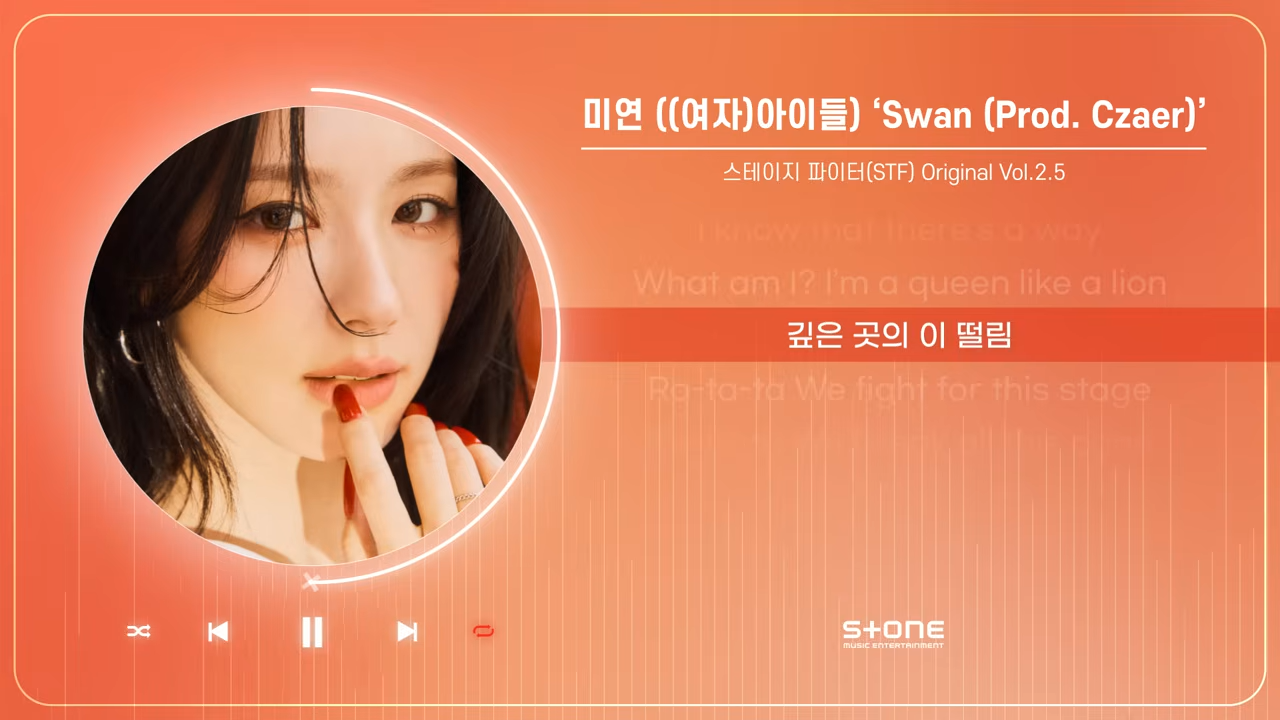 미연 ((여자)아이들) ‘Swan (Prod. Czaer)’
스테이지 파이터(STF) Original Vol.2.5
I know that there's a way
What am I? I'm a queen like a lion
깊은 곳의 이 떨림
Ra-ta-ta We fight for this stage
S+ONE
MUSIC ENTERTAINMENT